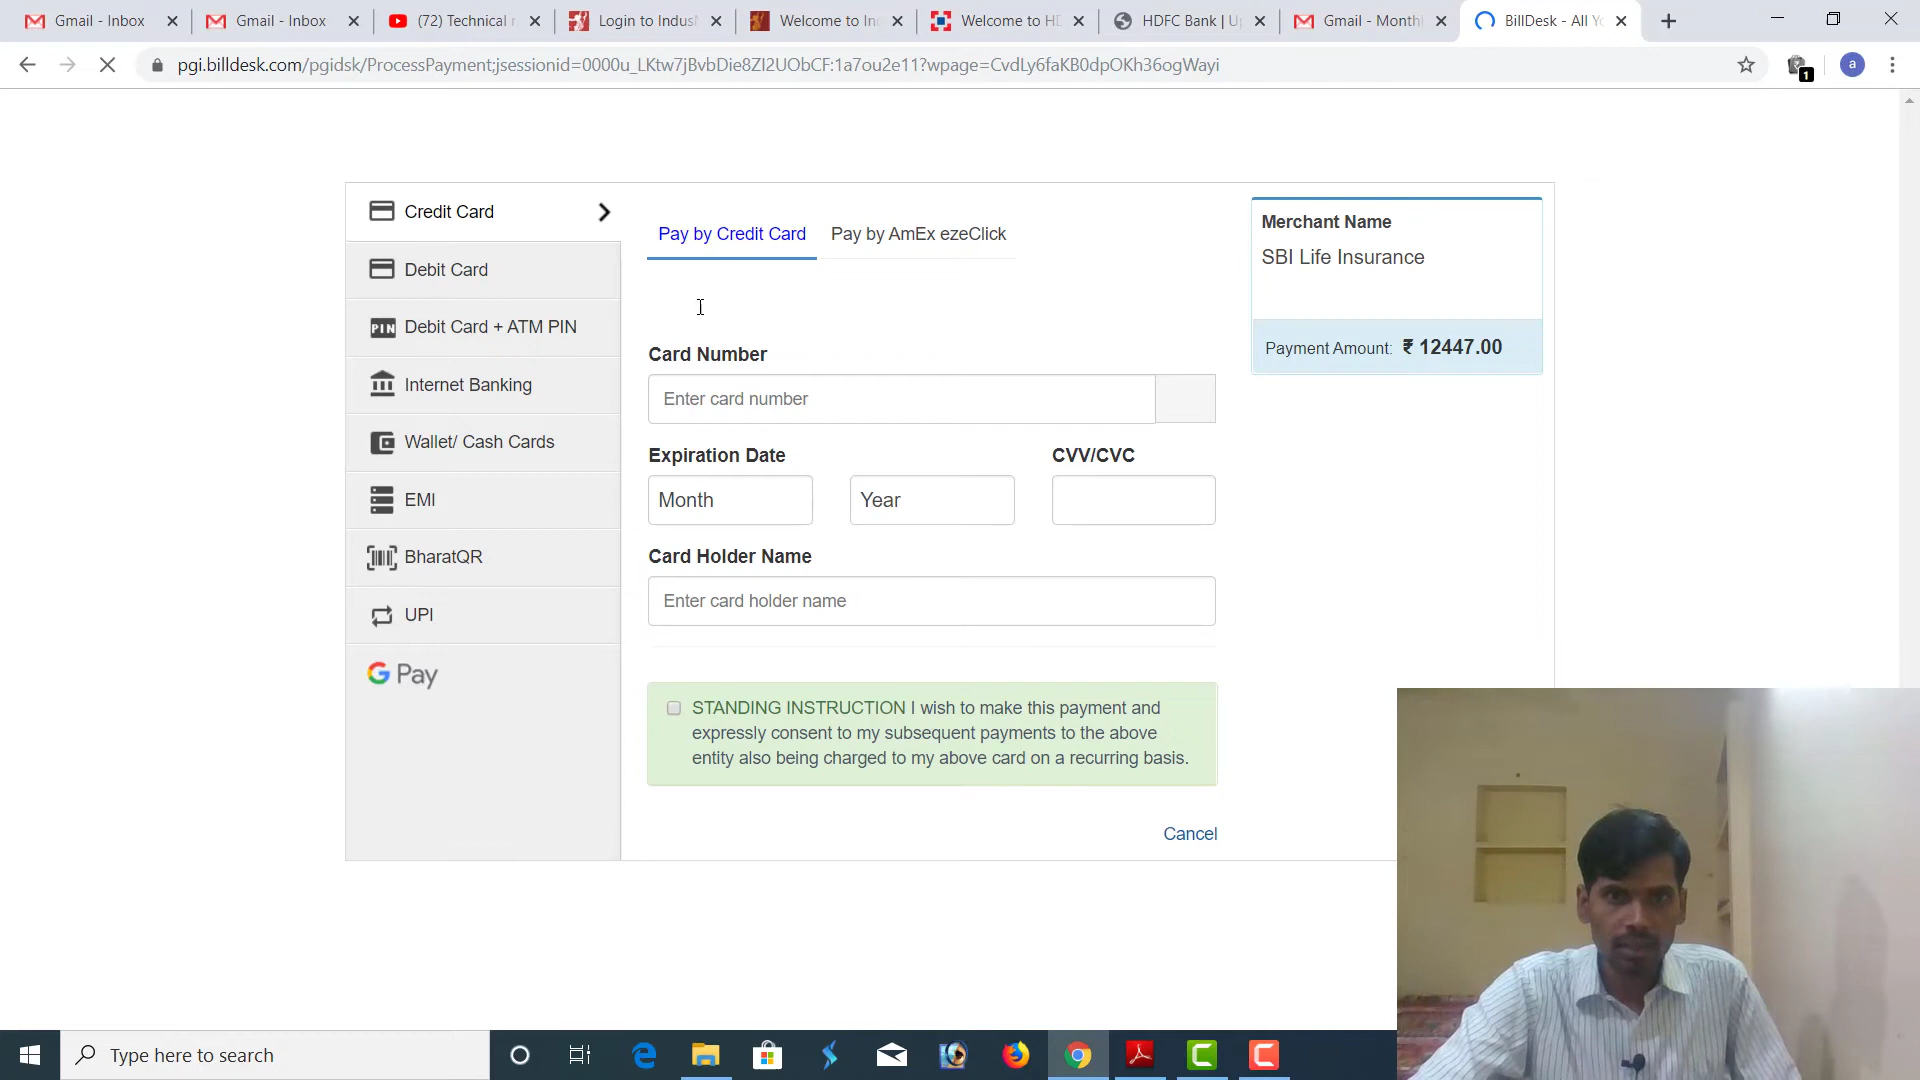 Gmail - Inbox
Gmail - Inbox
(72) Technical
Login to Indus
Welcome to In
Welcome to HD
HDFC Bank | U
Gmail - Month
BillDesk - All Yo
pgi.billdesk.com/pgidsk/ProcessPayment;jsessionid=0000u_LKtw7jBvbDie8ZI2UObCF:1a7ou2e11?wpage=CvdLy6faKB0dpOKh36ogWayi
1
a
Credit Card
Debit Card
PIN Debit Card + ATM PIN
Internet Banking
Wallet/ Cash Cards
EMI
BharatQR
UPI
G Pay
Pay by Credit Card
Pay by AmEx ezeClick
Card Number
Enter card number
Expiration Date
CVV/CVC
Month
Year
Card Holder Name
Enter card holder name
STANDING INSTRUCTION I wish to make this payment and
expressly consent to my subsequent payments to the above
entity also being charged to my above card on a recurring basis.
Cancel
Merchant Name
SBI Life Insurance
Payment Amount: ₹ 12447.00
Type here to search